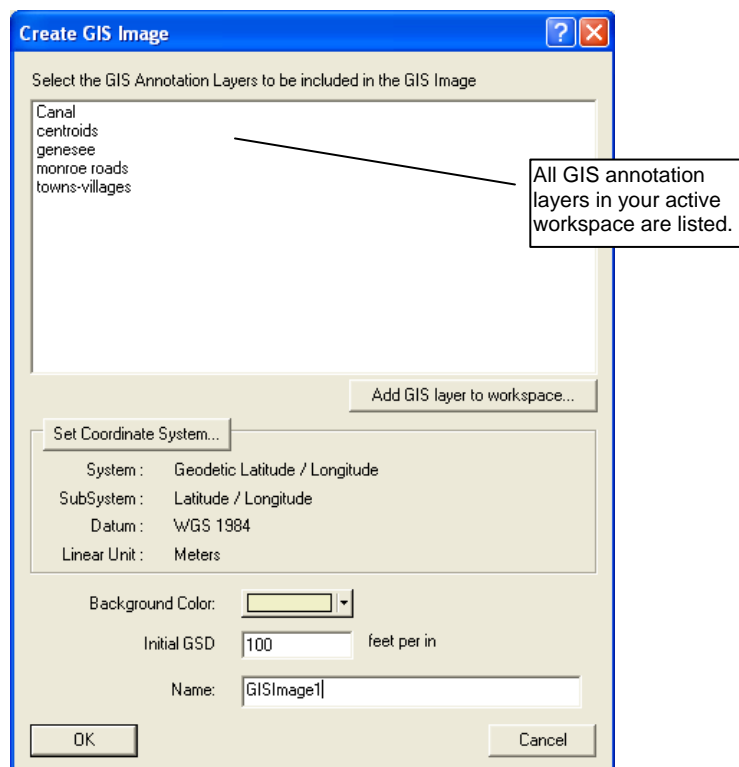 Create GIS Image
Select the GIS Annotation Layers to be included in the GIS Image
Canal
centroids
genesee
monroe roads
towns-villages
All GIS annotation
layers in your active
workspace are listed.
Add GIS layer to workspace...
Set Coordinate System...
System : Geodetic Latitude / Longitude
SubSystem : Latitude / Longitude
Datum : WGS 1984
Linear Unit : Meters
Background Color:
Initial GSD 100 feet per in
Name: GISImage1
OK Cancel